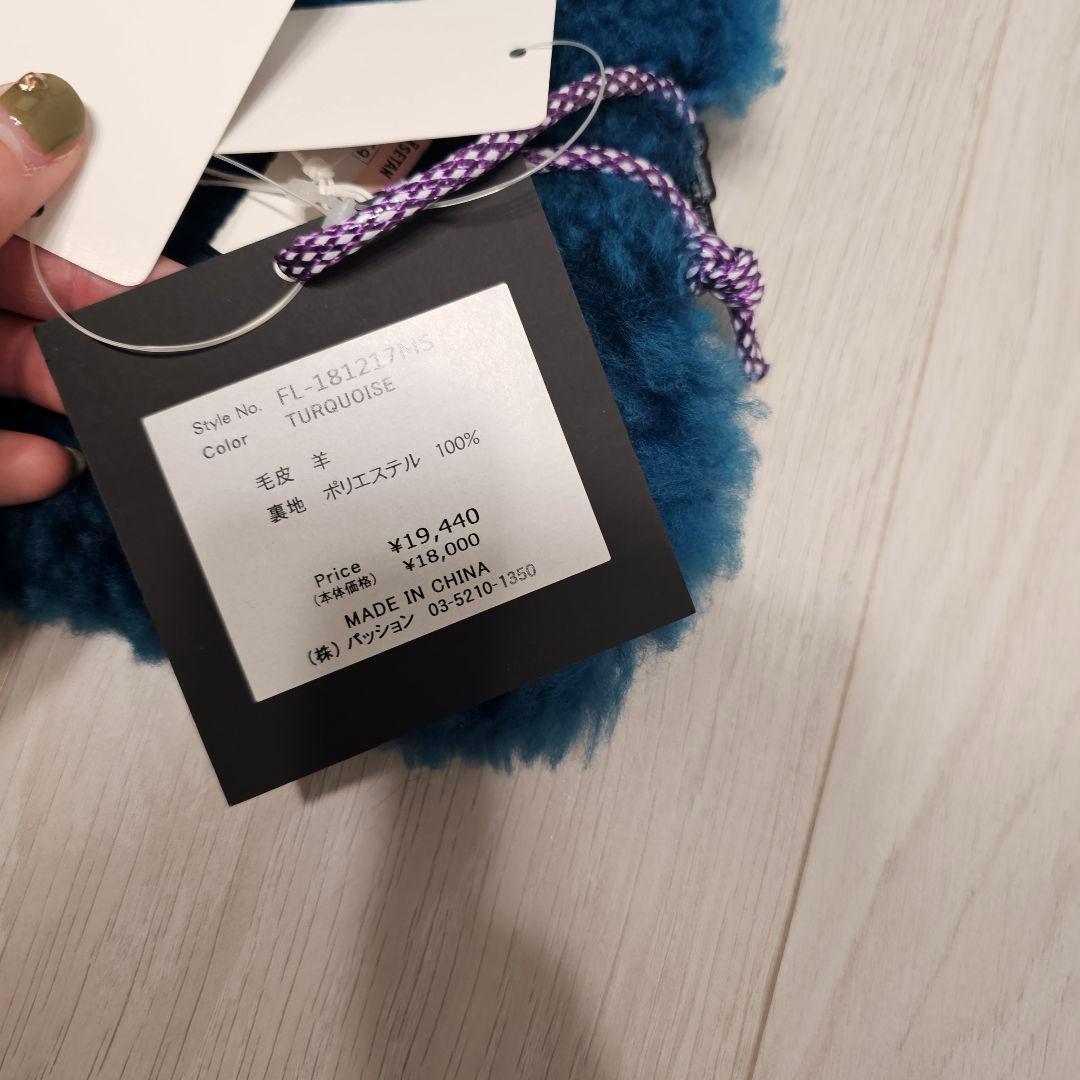 SETAN
Style No. FL-181217MS
Color TURQUOISE
毛皮 羊
裏地 ポリエステル 100%
Price ¥19,440
(本体価格) ¥18,000
MADE IN CHINA
(株) パッション 03-5210-1350